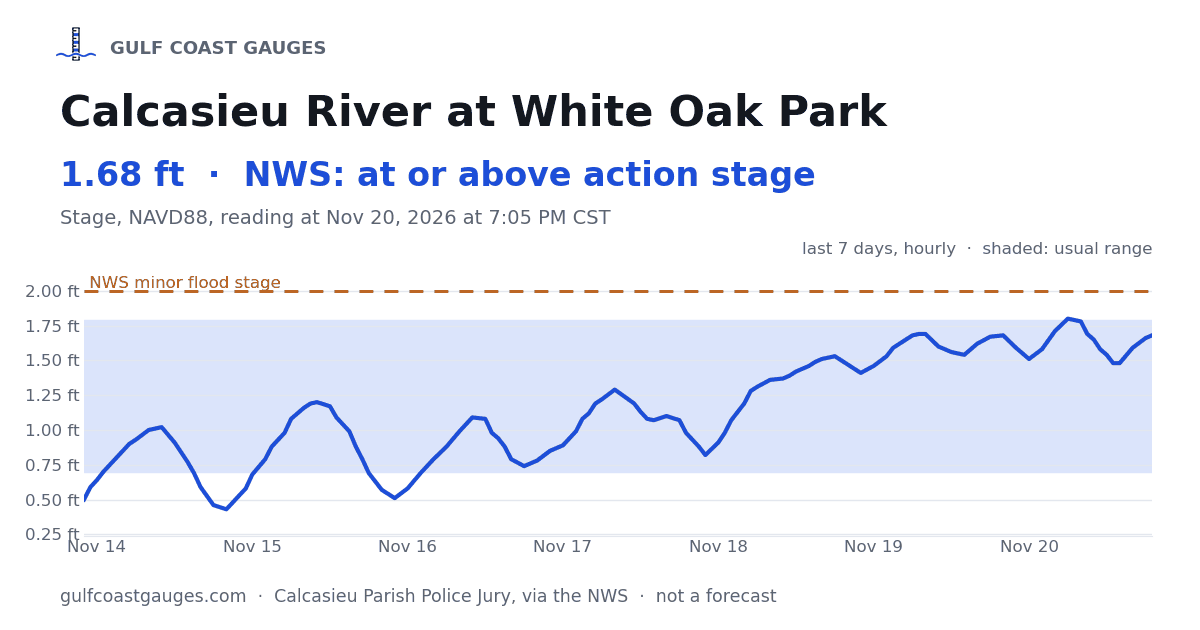 GULF COAST GAUGES
Calcasieu River at White Oak Park
1.68 ft · NWS: at or above action stage
Stage, NAVD88, reading at Nov 20, 2026 at 7:05 PM CST
last 7 days, hourly · shaded: usual range
NWS minor flood stage
2.00 ft
1.75 ft
1.50 ft
1.25 ft
1.00 ft
0.75 ft
0.50 ft
0.25 ft
Nov 14 Nov 15 Nov 16 Nov 17 Nov 18 Nov 19 Nov 20
gulfcoastgauges.com · Calcasieu Parish Police Jury, via the NWS · not a forecast